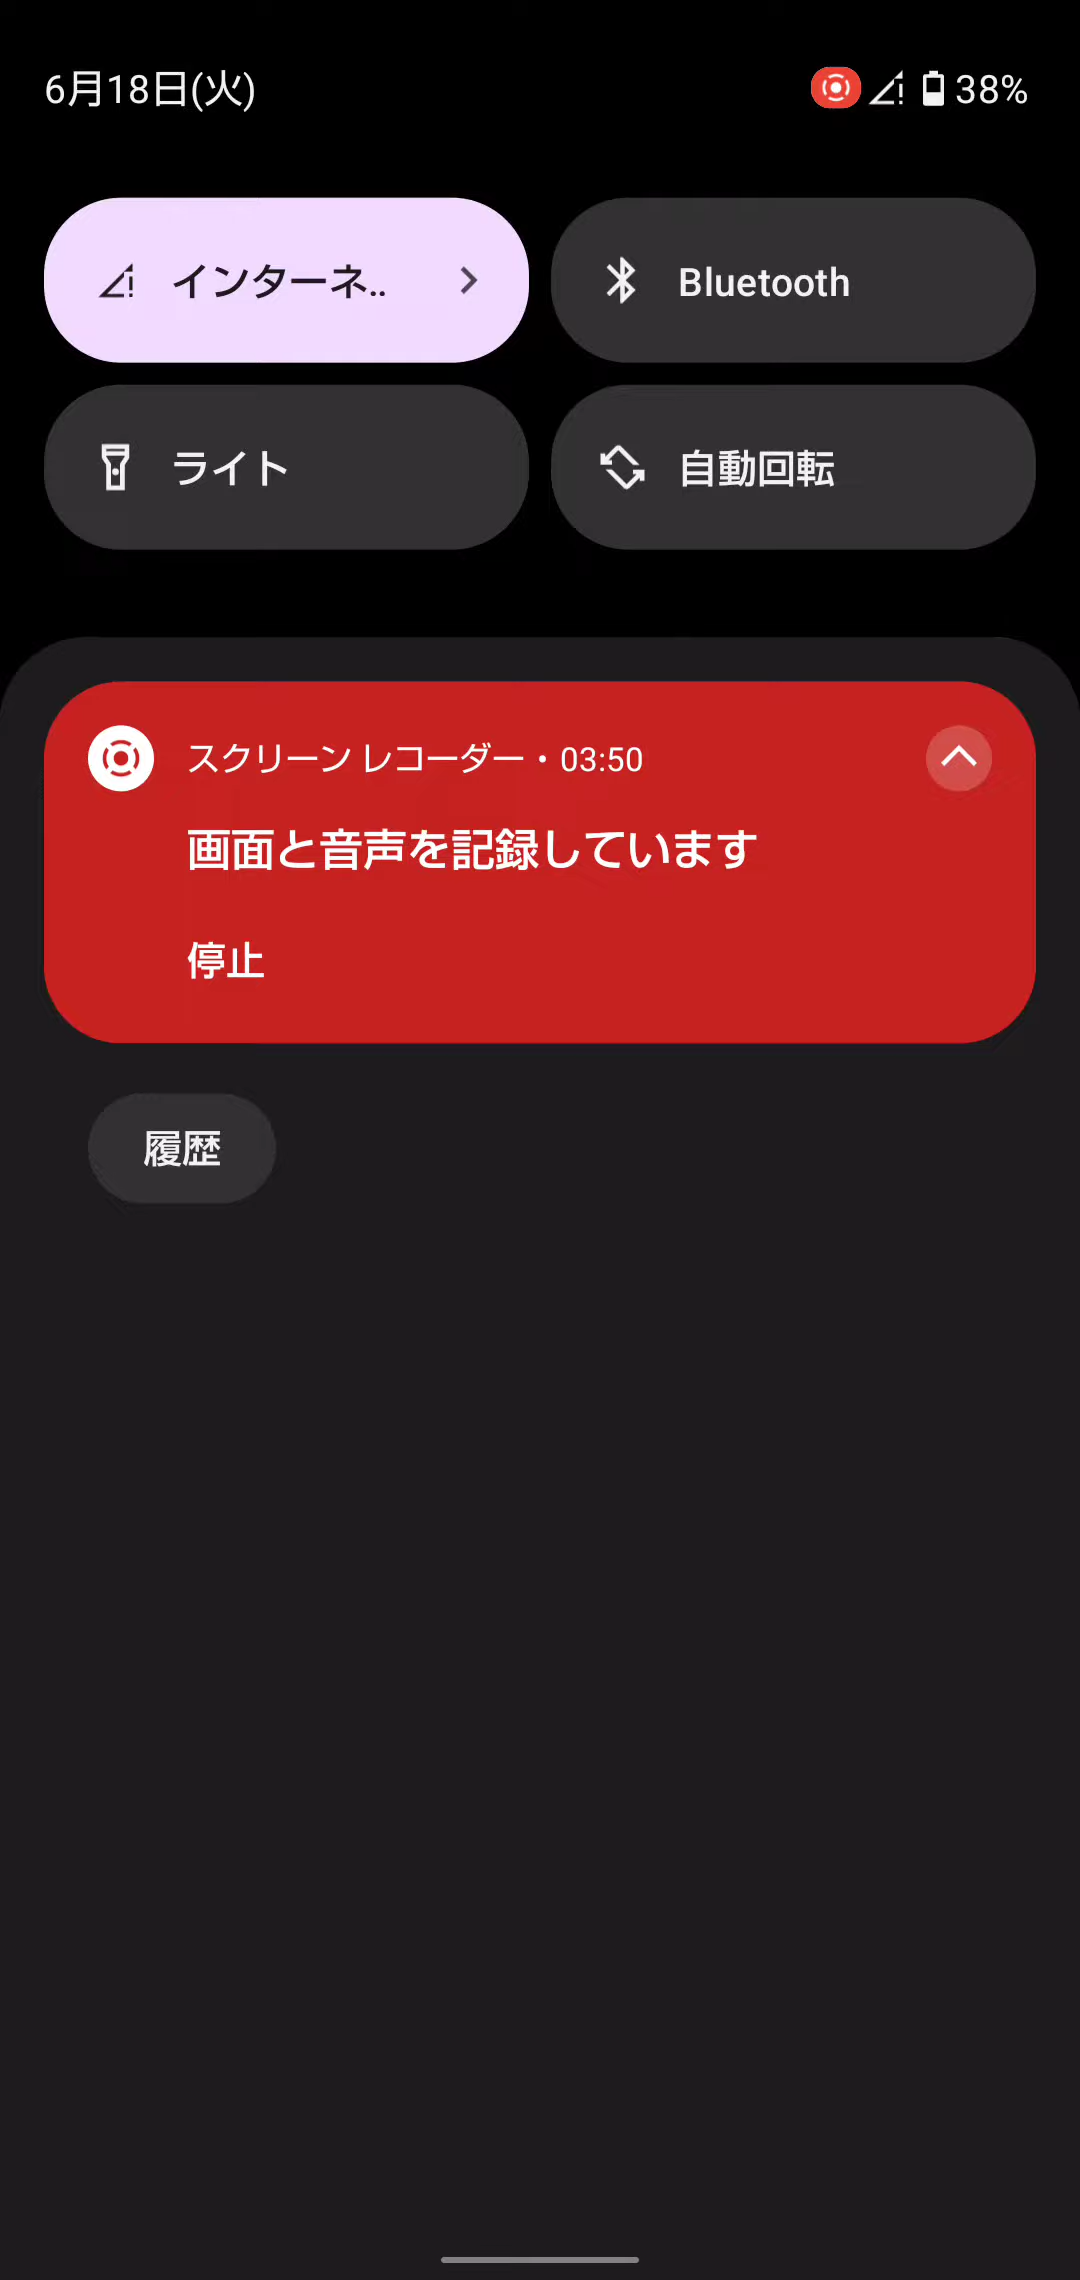 6月18日(火)
38%
インターネ..
Bluetooth
ライト
自動回転
スクリーン レコーダー • 03:50
画面と音声を記録しています
停止
履歴